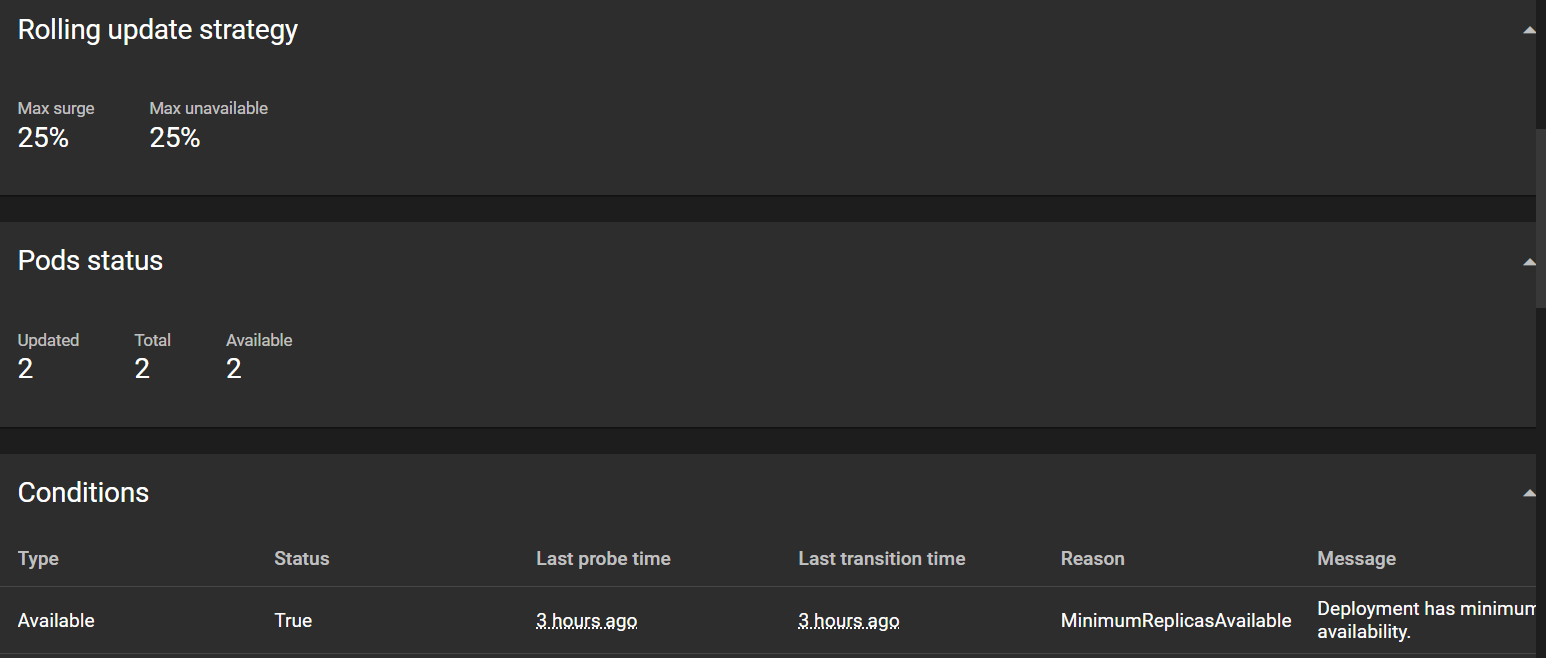 Rolling update strategy
Max surge Max unavailable
25% 25%
Pods status
Updated Total Available
2 2 2
Conditions
Type Status Last probe time Last transition time Reason Message
Available True 3 hours ago 3 hours ago MinimumReplicasAvailable Deployment has minimum
availability.